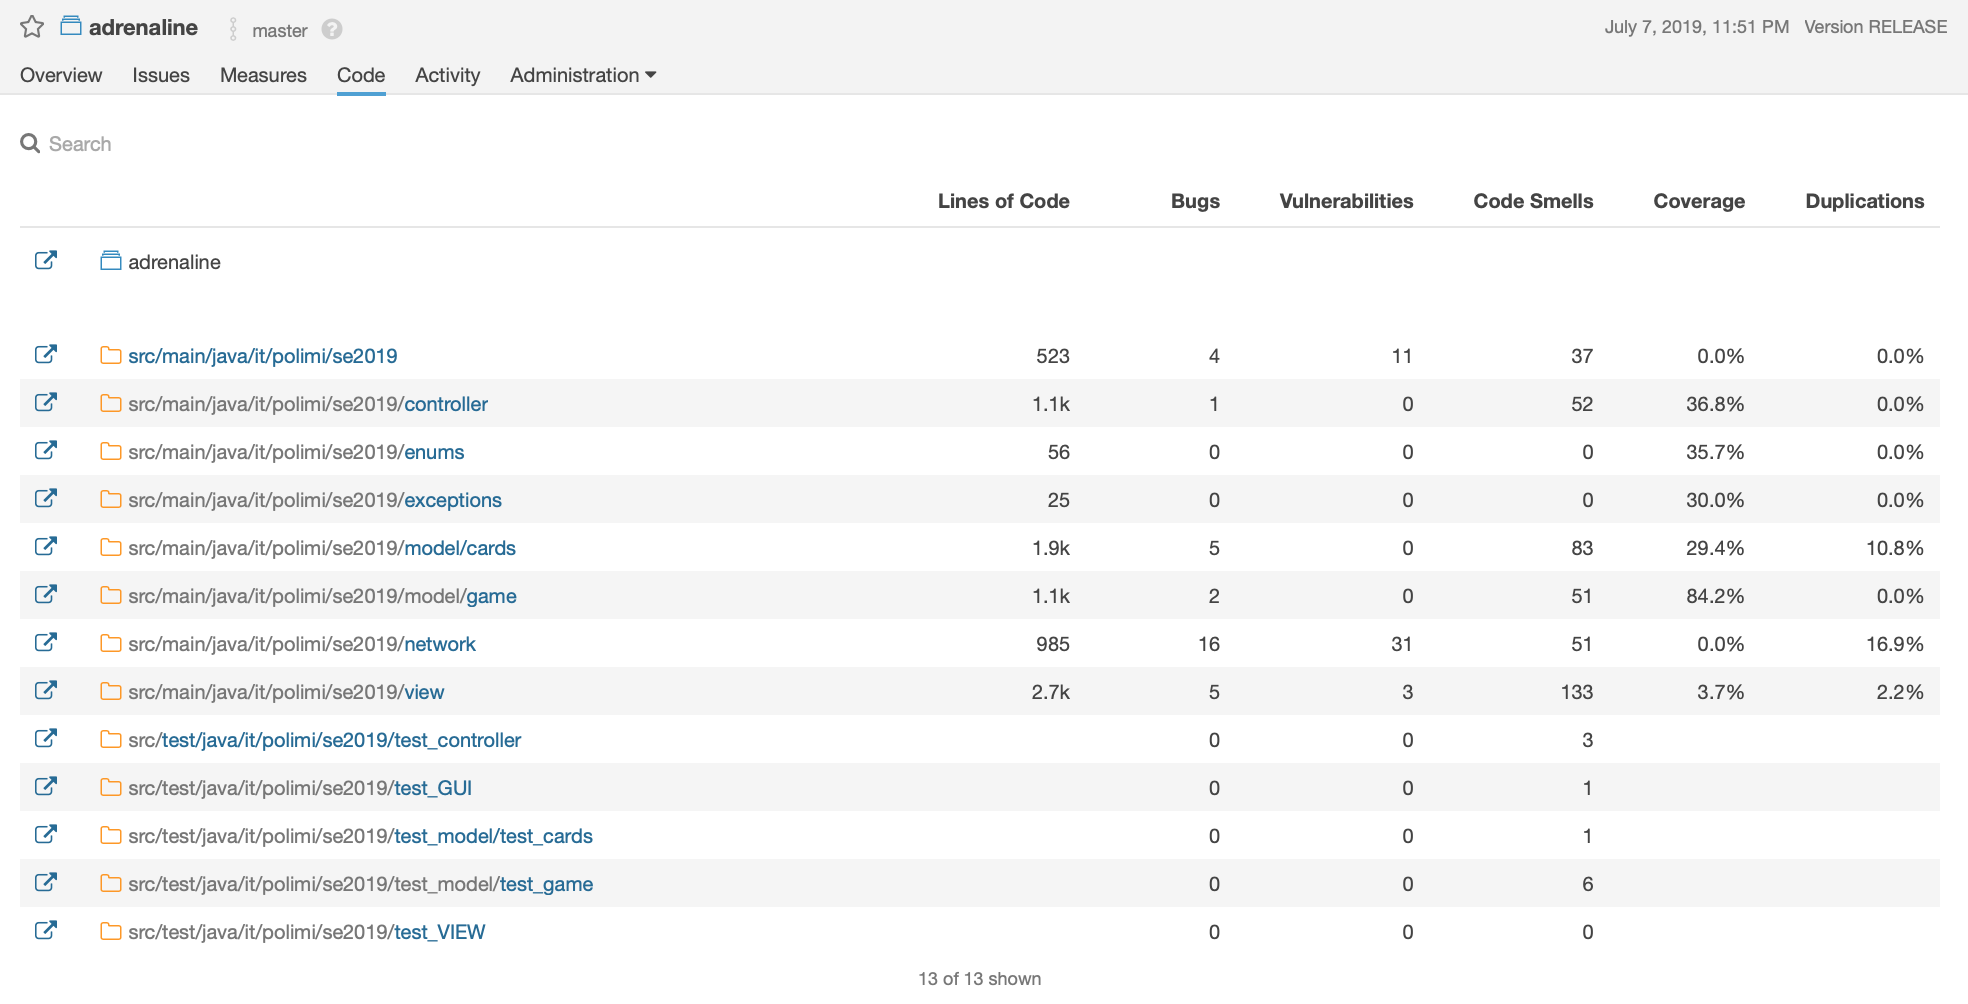 adrenaline master ? July 7, 2019, 11:51 PM Version RELEASE
Overview Issues Measures Code Activity Administration
Search
Lines of Code Bugs Vulnerabilities Code Smells Coverage Duplications
adrenaline
src/main/java/it/polimi/se2019 523 4 11 37 0.0% 0.0%
src/main/java/it/polimi/se2019/controller 1.1k 1 0 52 36.8% 0.0%
src/main/java/it/polimi/se2019/enums 56 0 0 0 35.7% 0.0%
src/main/java/it/polimi/se2019/exceptions 25 0 0 0 30.0% 0.0%
src/main/java/it/polimi/se2019/model/cards 1.9k 5 0 83 29.4% 10.8%
src/main/java/it/polimi/se2019/model/game 1.1k 2 0 51 84.2% 0.0%
src/main/java/it/polimi/se2019/network 985 16 31 51 0.0% 16.9%
src/main/java/it/polimi/se2019/view 2.7k 5 3 133 3.7% 2.2%
src/test/java/it/polimi/se2019/test_controller 0 0 3
src/test/java/it/polimi/se2019/test_GUI 0 0 1
src/test/java/it/polimi/se2019/test_model/test_cards 0 0 1
src/test/java/it/polimi/se2019/test_model/test_game 0 0 6
src/test/java/it/polimi/se2019/test_VIEW 0 0 0
13 of 13 shown